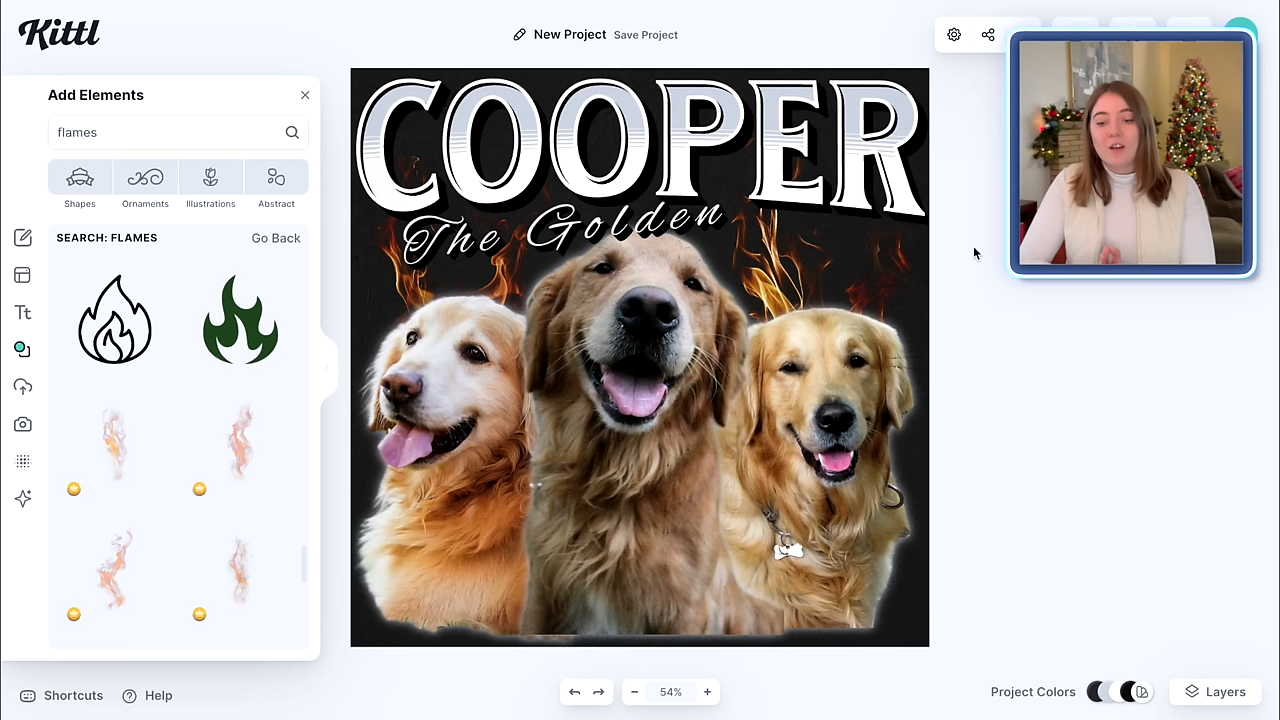 Kittl
New Project Save Project
Add Elements
flames
Shapes Ornaments Illustrations Abstract
SEARCH: FLAMES Go Back
COOPER
The Golden
Shortcuts Help
54%
Project Colors
Layers